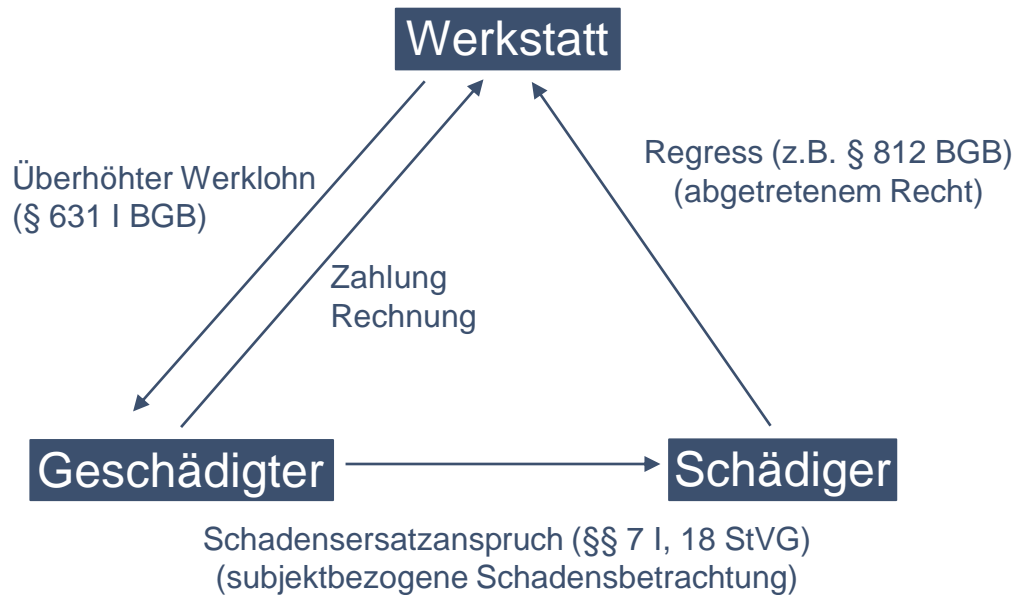 Werkstatt
Überhöhter Werklohn
(§ 631 I BGB)
Regress (z.B. § 812 BGB)
(abgetretenem Recht)
Zahlung
Rechnung
Geschädigter
Schädiger
Schadensersatzanspruch (§§ 7 I, 18 StVG)
(subjektbezogene Schadensbetrachtung)